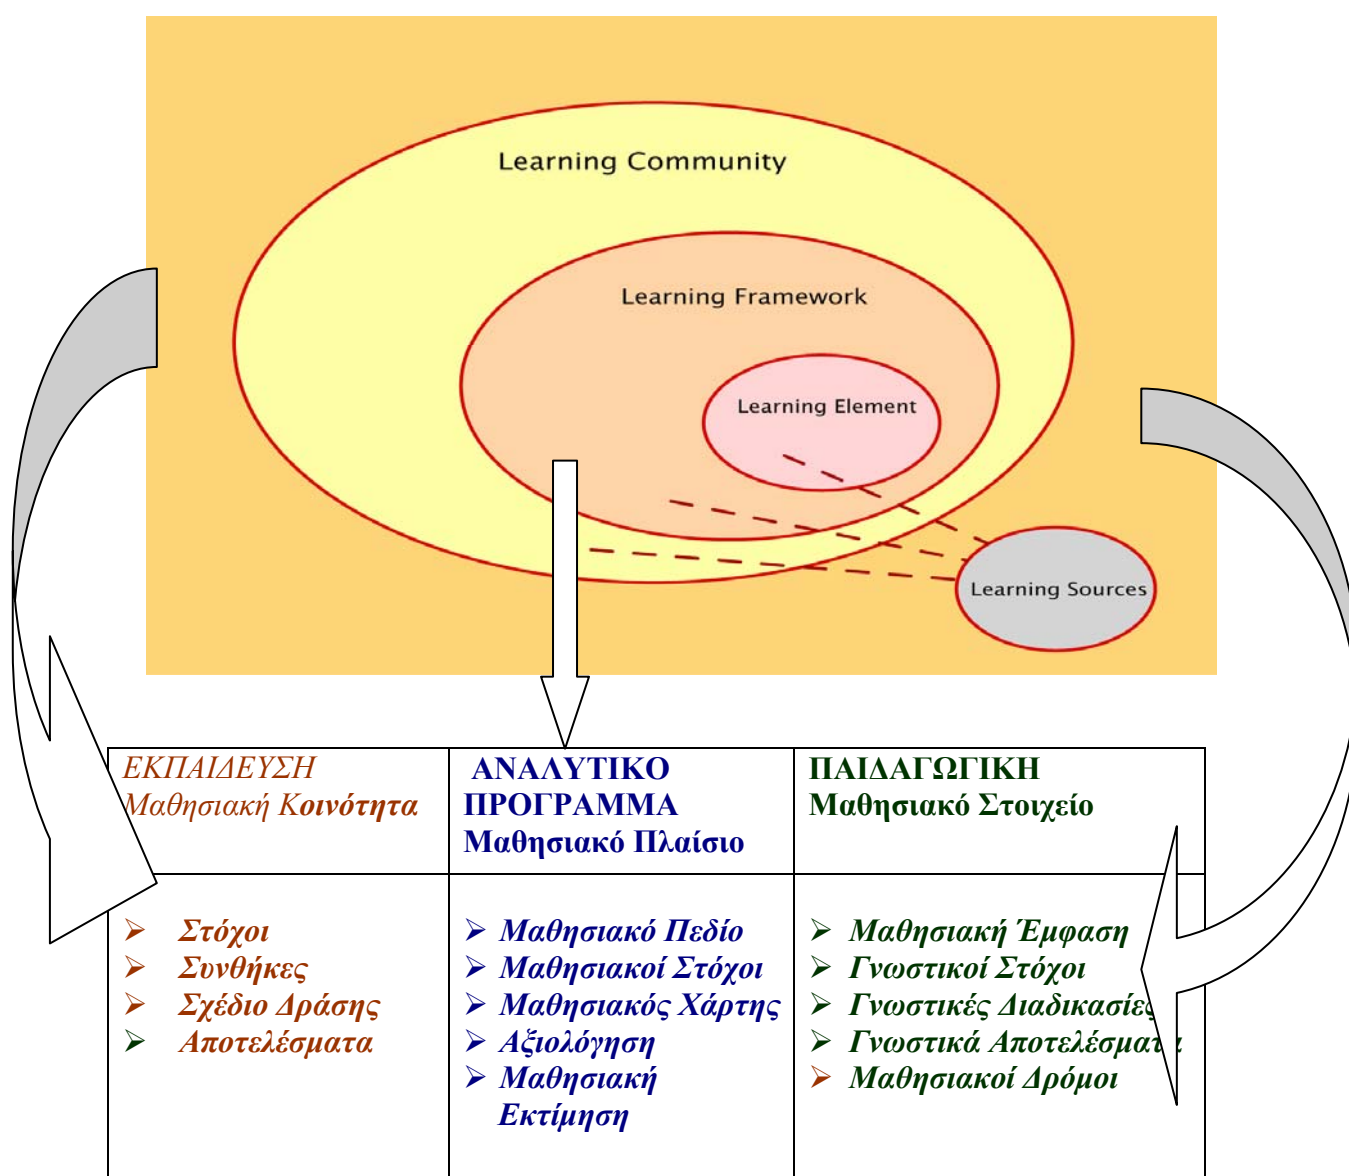 Learning Community
Learning Framework
Learning Element
Learning Sources
ΕΚΠΑΙΔΕΥΣΗ
Μαθησιακή Κοινότητα
ΑΝΑΛΥΤΙΚΟ
ΠΡΟΓΡΑΜΜΑ
Μαθησιακό Πλαίσιο
ΠΑΙΔΑΓΩΓΙΚΗ
Μαθησιακό Στοιχείο
➢ Στόχοι
➢ Συνθήκες
➢ Σχέδιο Δράσης
➢ Αποτελέσματα
➢ Μαθησιακό Πεδίο
➢ Μαθησιακοί Στόχοι
➢ Μαθησιακός Χάρτης
➢ Αξιολόγηση
➢ Μαθησιακή
Εκτίμηση
➢ Μαθησιακή Έμφαση
➢ Γνωστικοί Στόχοι
➢ Γνωστικές Διαδικασίες
➢ Γνωστικά Αποτελέσματα
➢ Μαθησιακοί Δρόμοι